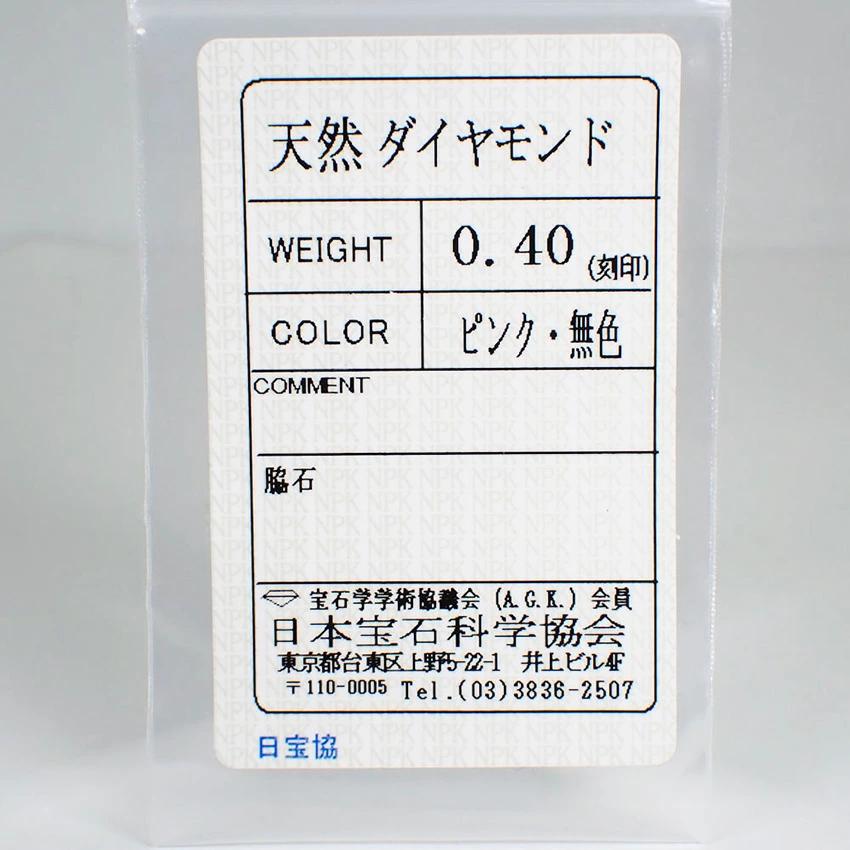 天然 ダイヤモンド
WEIGHT 0.40 (刻印)
COLOR ピンク・無色
COMMENT
脇石
宝石学学術協議会 (A.G.K.) 会員
日本宝石科学協会
東京都台東区上野5-22-1 井上ビル4F
〒110-0005 Tel.(03)3836-2507
日宝協